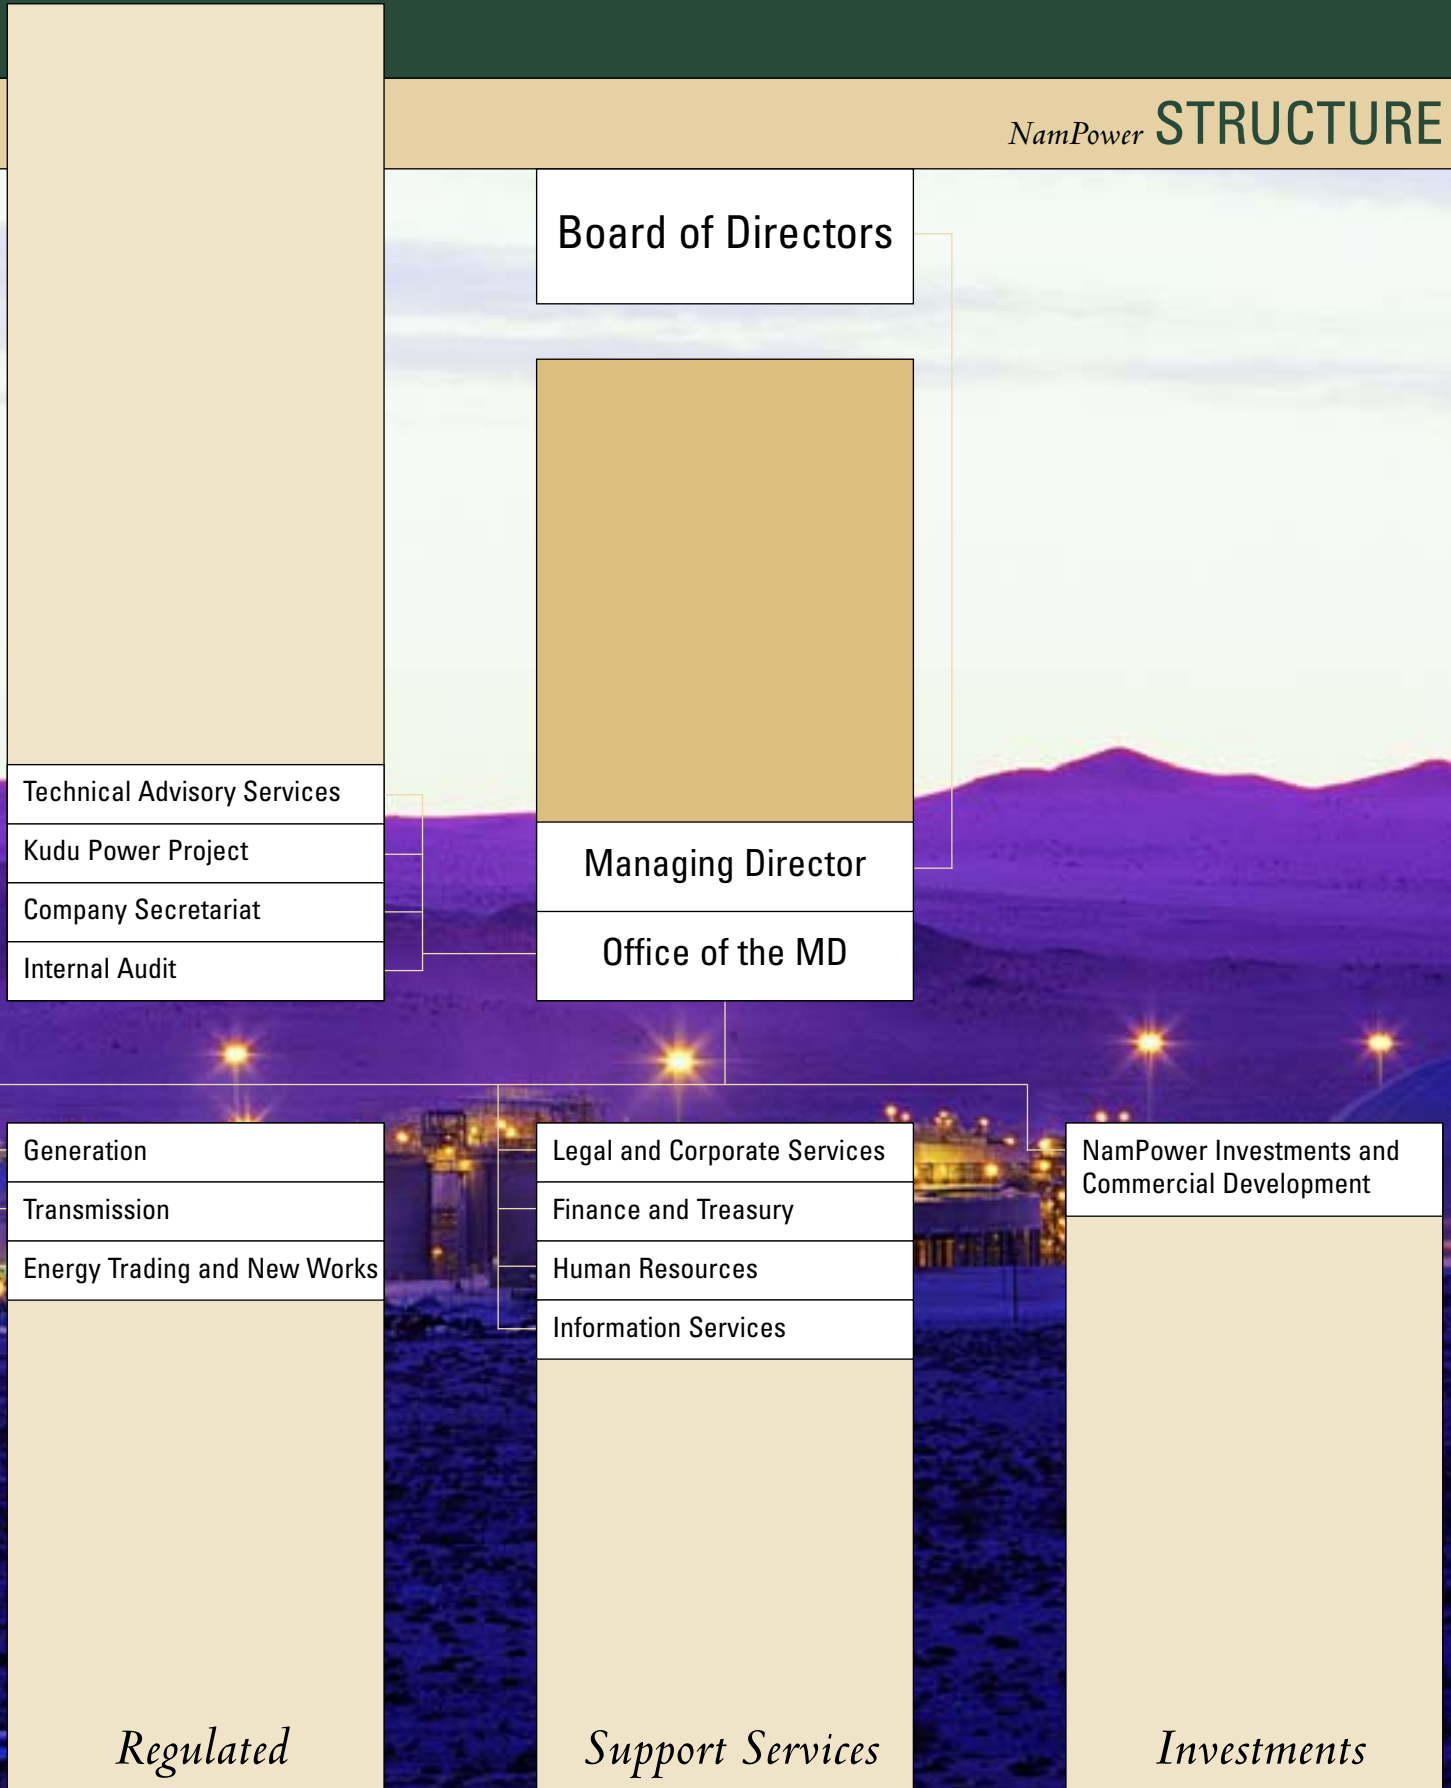 NamPower STRUCTURE
Board of Directors
Managing Director
Office of the MD
Technical Advisory Services
Kudu Power Project
Company Secretariat
Internal Audit
Generation
Transmission
Energy Trading and New Works
Regulated
Legal and Corporate Services
Finance and Treasury
Human Resources
Information Services
Support Services
NamPower Investments and
Commercial Development
Investments